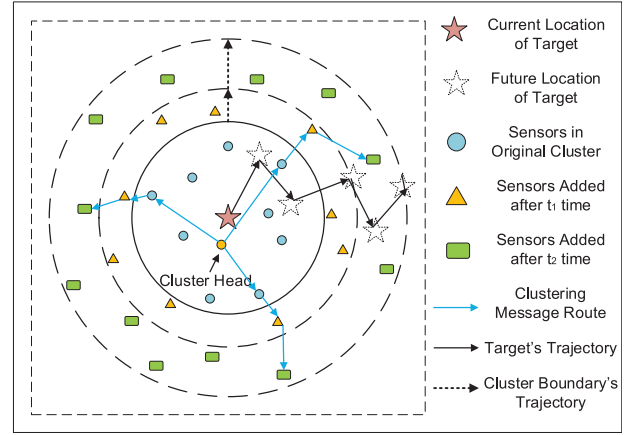 Current Location
of Target
Future Location
of Target
Sensors in
Original Cluster
Sensors Added
after t₁ time
Sensors Added
after t₂ time
Clustering
Message Route
Target's Trajectory
Cluster Boundary's
Trajectory
Cluster Head